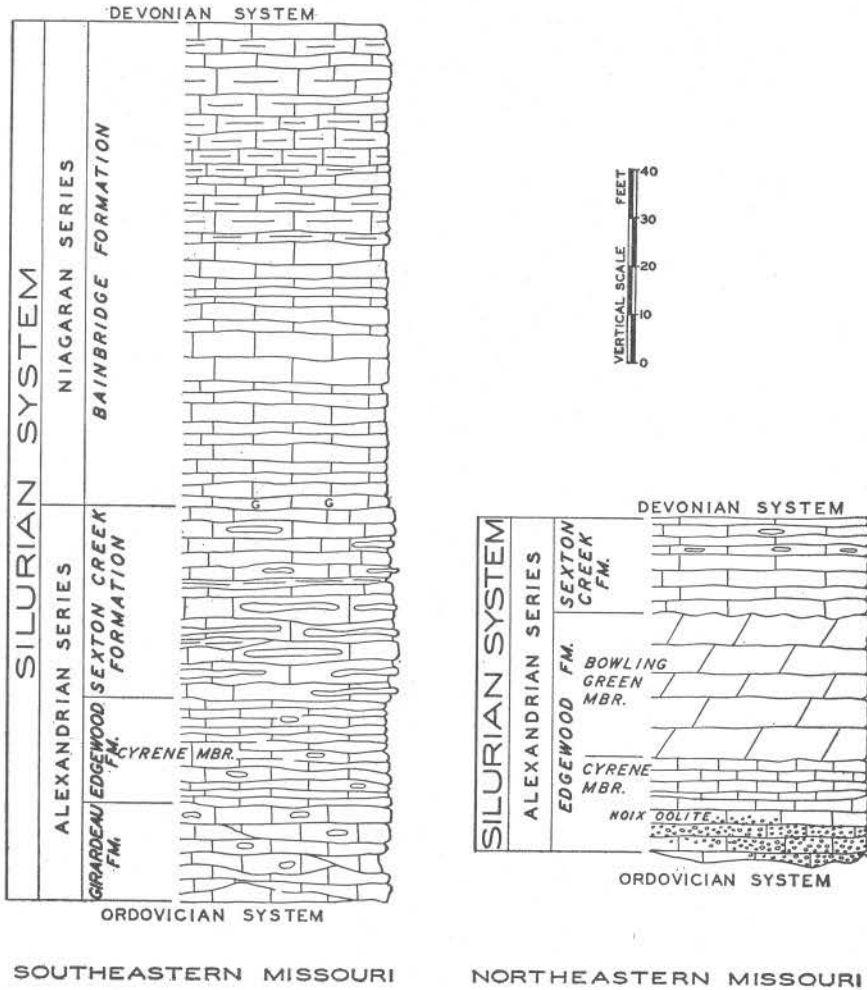 DEVONIAN SYSTEM
SILURIAN SYSTEM
NIAGARAN SERIES
BAINBRIDGE FORMATION
G G
ALEXANDRIAN SERIES
SEXTON CREEK
FORMATION
EDGEWOOD
FM.
CYRENE MBR.
GIRARDEAU
FM.
ORDOVICIAN SYSTEM
SOUTHEASTERN MISSOURI
VERTICAL SCALE FEET
40
30
20
10
0
DEVONIAN SYSTEM
SILURIAN SYSTEM
ALEXANDRIAN SERIES
SEXTON
CREEK
FM.
EDGEWOOD FM.
BOWLING
GREEN
MBR.
CYRENE
MBR.
NOIX OOLITE
ORDOVICIAN SYSTEM
NORTHEASTERN MISSOURI